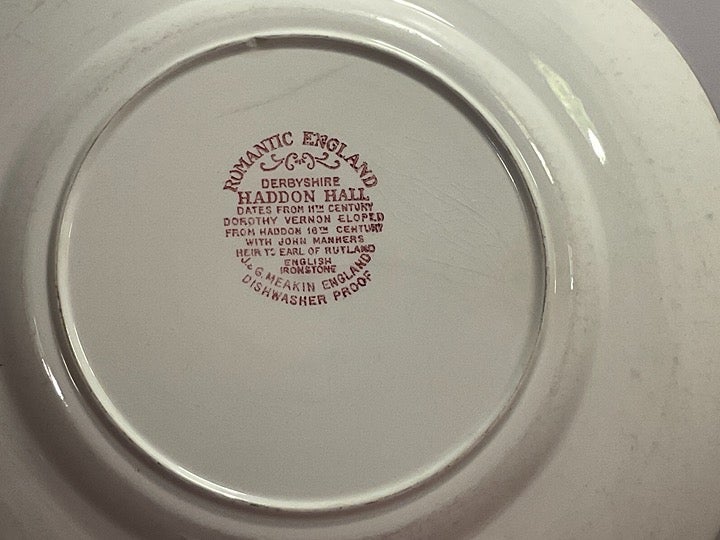 ROMANTIC ENGLAND
DERBYSHIRE
HADDON HALL
DATES FROM 11TH CENTURY
DOROTHY VERNON ELOPED
FROM HADDON 16TH CENTURY
WITH JOHN MANNERS
HEIR TO EARL OF RUTLAND
ENGLISH
IRONSTONE
J. & G. MEAKIN ENGLAND
DISHWASHER PROOF